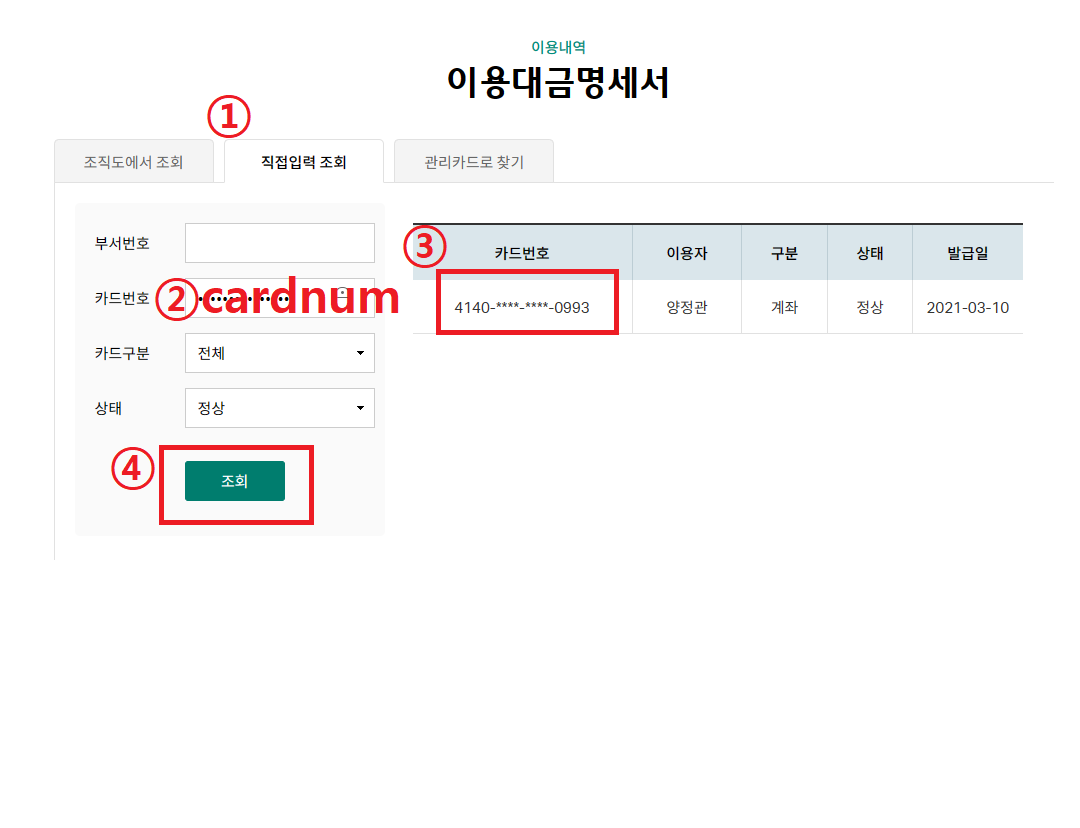 이용내역
이용대금명세서
①
조직도에서 조회 직접입력 조회 관리카드로 찾기
부서번호
카드번호 ② cardnum
카드구분 전체
상태 정상
④ 조회
③ 카드번호 이용자 구분 상태 발급일
4140-****-****-0993 양정관 계좌 정상 2021-03-10